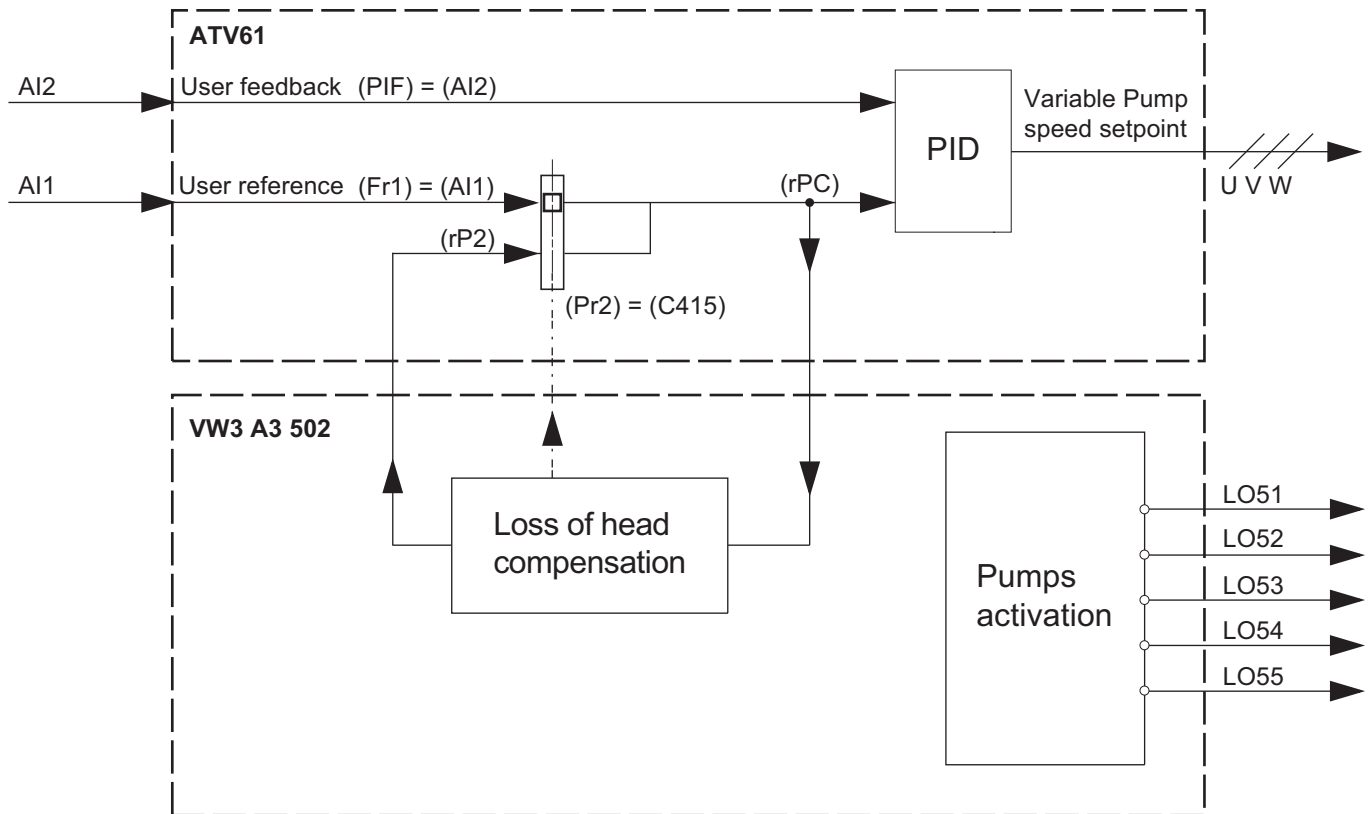 ATV61
AI2
User feedback (PIF) = (AI2)
Variable Pump
speed setpoint
PID
U V W
AI1
User reference (Fr1) = (AI1)
(rPC)
(rP2)
(Pr2) = (C415)
VW3 A3 502
Loss of head
compensation
Pumps
activation
LO51
LO52
LO53
LO54
LO55